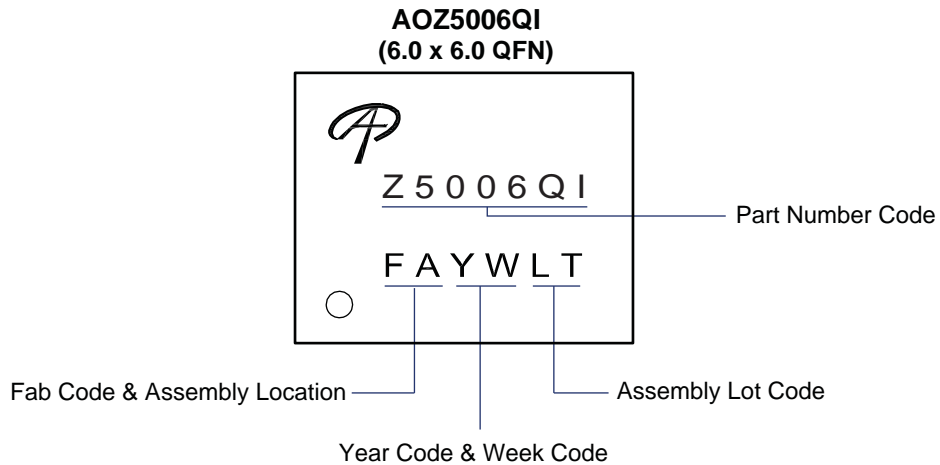 AOZ5006QI
(6.0 x 6.0 QFN)
Z5006QI
Part Number Code
FAYWLT
Fab Code & Assembly Location
Assembly Lot Code
Year Code & Week Code